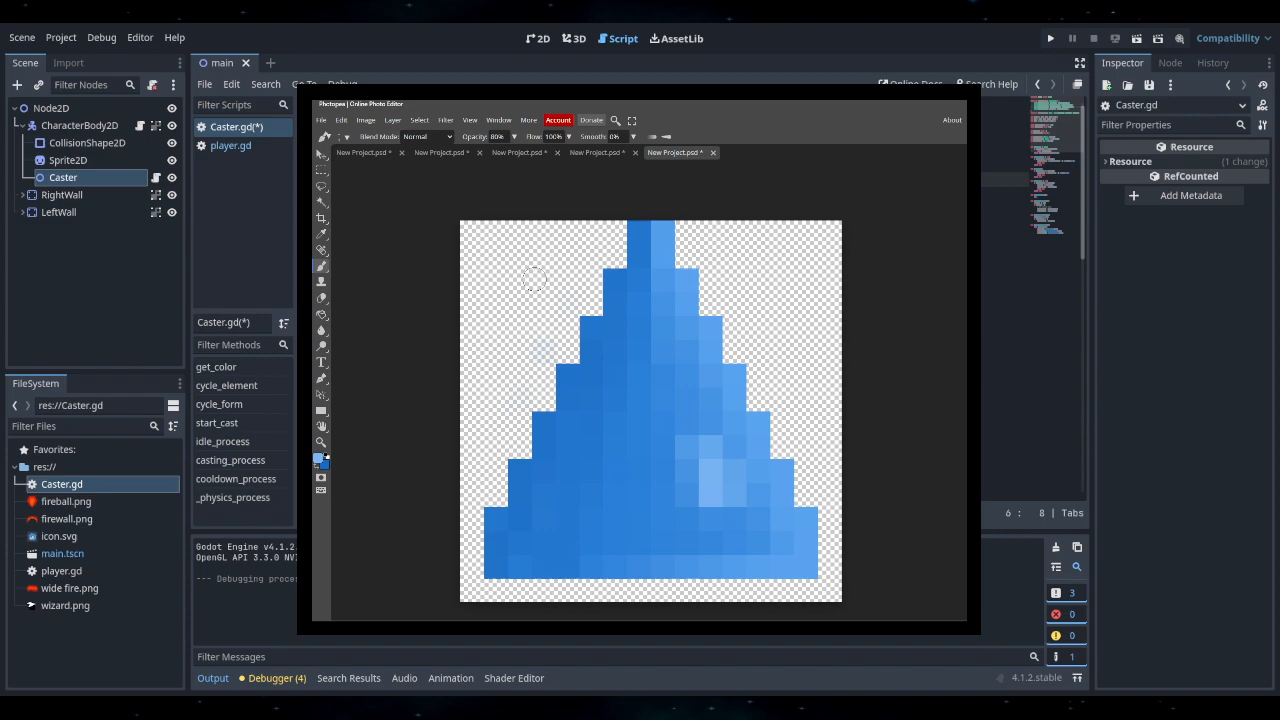 Scene Project Debug Editor Help
2D 3D Script AssetLib
Compatibility
Scene Import
Filter Nodes
Node2D
CharacterBody2D
CollisionShape2D
Sprite2D
Caster
RightWall
LeftWall
FileSystem
res://Caster.gd
Filter Files
Favorites:
res://
Caster.gd
fireball.png
firewall.png
icon.svg
main.tscn
player.gd
wide fire.png
wizard.png
main
File Edit Search Go To Debug
Online Docs Search Help
Filter Scripts
Caster.gd(*)
player.gd
Caster.gd(*)
Filter Methods
get_color
cycle_element
cycle_form
start_cast
idle_process
casting_process
cooldown_process
_physics_process
Photopea | Online Photo Editor
File Edit Image Layer Select Filter View Window More Account Donate About
Blend Mode: Normal Opacity: 80% Flow: 100% Smooth: 0%
New Project.psd * New Project.psd * New Project.psd * New Project.psd * New Project.psd *
6 : 8 | Tabs
Godot Engine v4.1.2.
OpenGL API 3.3.0 NVI
--- Debugging proces
3
0
0
1
Filter Messages
Output Debugger (4) Search Results Audio Animation Shader Editor
4.1.2.stable
Inspector Node History
Caster.gd
Filter Properties
Resource
Resource (1 change)
RefCounted
Add Metadata